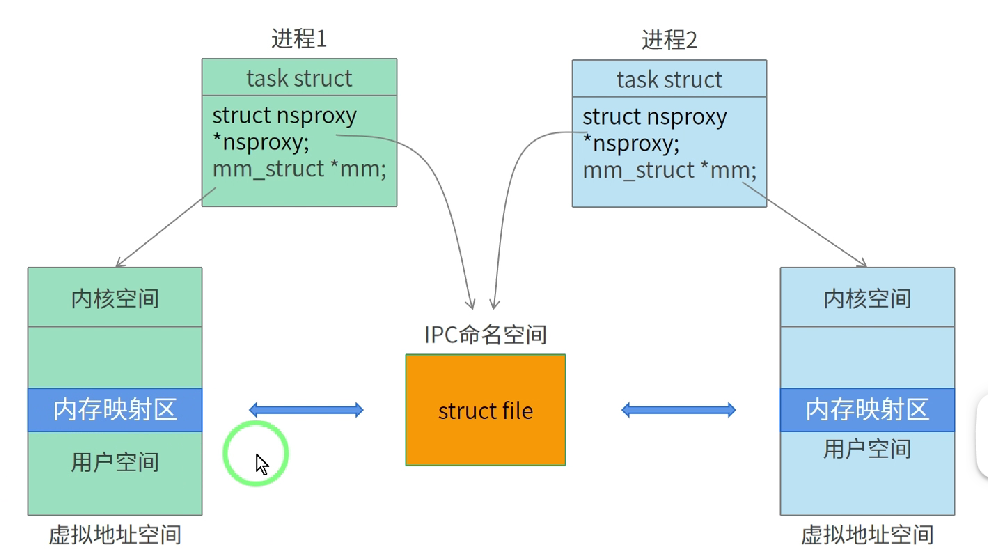 进程1
进程2
task struct
task struct
struct nsproxy
*nsproxy;
mm_struct *mm;
struct nsproxy
*nsproxy;
mm_struct *mm;
内核空间
内核空间
IPC命名空间
内存映射区
struct file
内存映射区
用户空间
用户空间
虚拟地址空间
虚拟地址空间